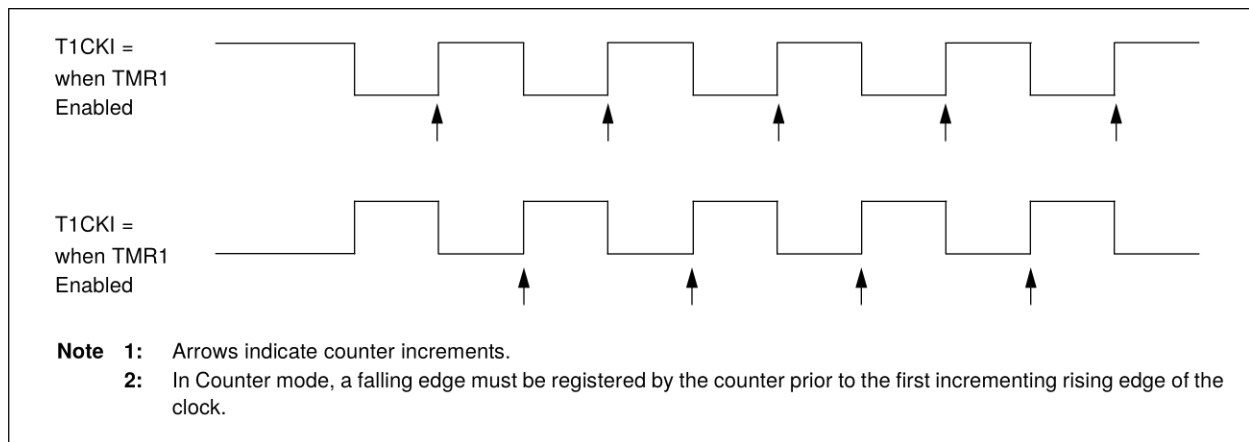 T1CKI =
when TMR1
Enabled
T1CKI =
when TMR1
Enabled
Note 1: Arrows indicate counter increments.
2: In Counter mode, a falling edge must be registered by the counter prior to the first incrementing rising edge of the
clock.